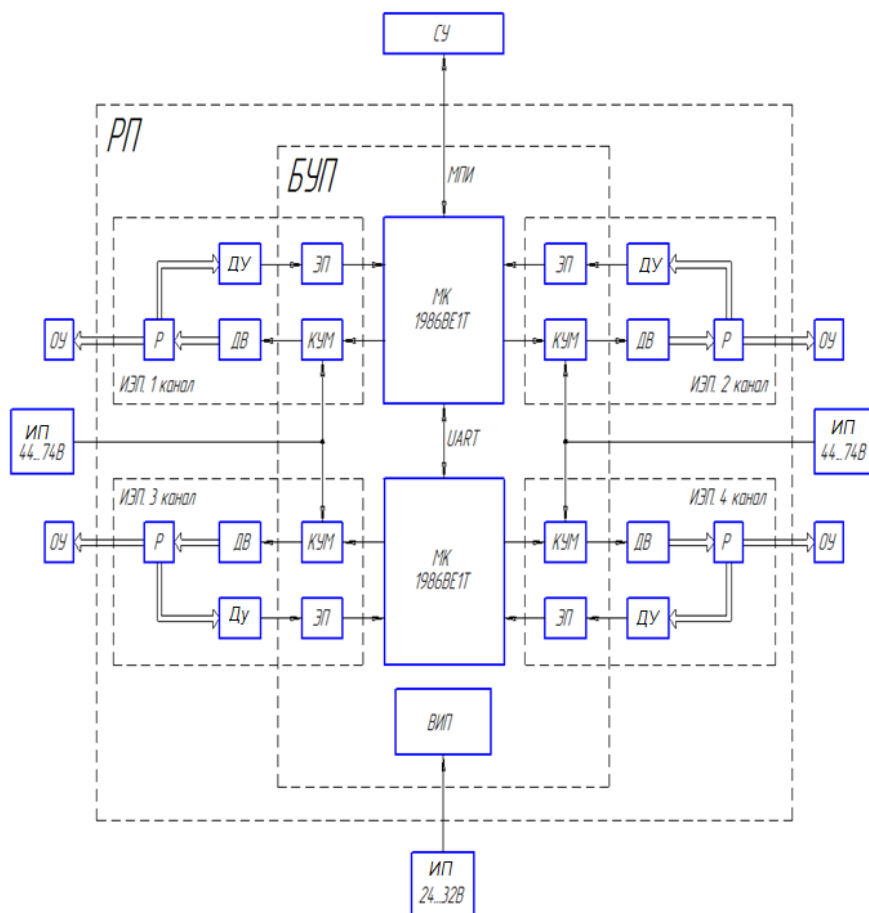 СУ
РП
БУП
МПИ
ДУ
ЭП
МК
1986ВЕ1Т
ЭП
ДУ
ОУ
Р
ДВ
КУМ
КУМ
ДВ
Р
ОУ
ИЭП. 1 канал
ИЭП. 2 канал
ИП
44...74В
UART
ИП
44...74В
ИЭП. 3 канал
ИЭП. 4 канал
ОУ
Р
ДВ
КУМ
МК
1986ВЕ1Т
КУМ
ДВ
Р
ОУ
Ду
ЭП
ЭП
ДУ
ВИП
ИП
24...32В